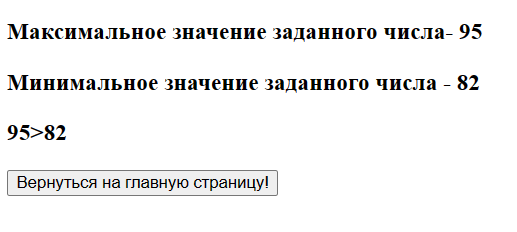 Максимальное значение заданного числа- 95
Минимальное значение заданного числа - 82
95>82
Вернуться на главную страницу!